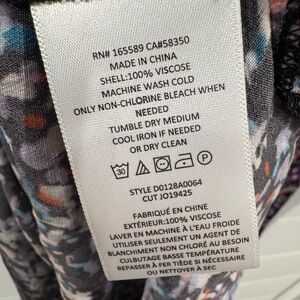 RN# 165589 CA#58350
MADE IN CHINA
SHELL:100% VISCOSE
MACHINE WASH COLD
ONLY NON-CHLORINE BLEACH WHEN
NEEDED
TUMBLE DRY MEDIUM
COOL IRON IF NEEDED
OR DRY CLEAN
30 P
STYLE D0128A0064
CUT JO19425
FABRIQUÉ EN CHINE
EXTÉRIEUR:100% VISCOSE
LAVER EN MACHINE À L'EAU FROIDE
UTILISER SEULEMENT UN AGENT DE
BLANCHIMENT NON CHLORÉ AU BESOIN
CULBUTAGE BASSE TEMPÉRATURE
REPASSER À FER TIÈDE SI NÉCESSAIRE
OU NETTOYER À SEC